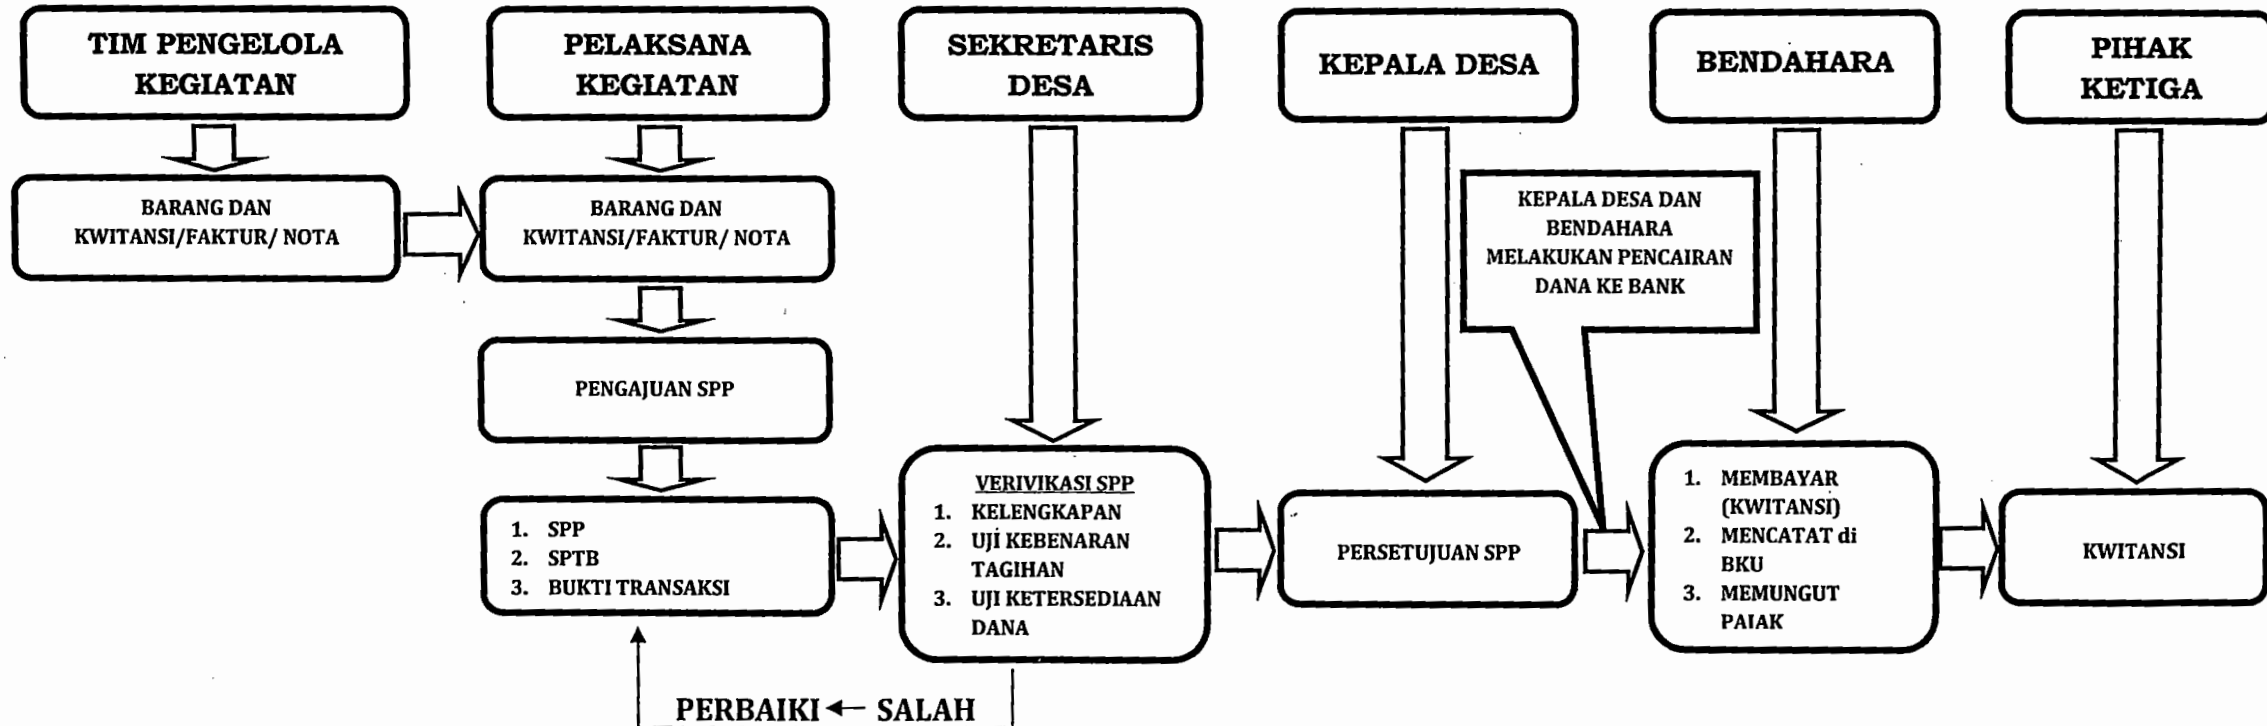 TIM PENGELOLA
KEGIATAN
PELAKSANA
KEGIATAN
SEKRETARIS
DESA
KEPALA DESA
BENDAHARA
PIHAK
KETIGA
BARANG DAN
KWITANSI/FAKTUR/ NOTA
BARANG DAN
KWITANSI/FAKTUR/ NOTA
KEPALA DESA DAN
BENDAHARA
MELAKUKAN PENCAIRAN
DANA KE BANK
PENGAJUAN SPP
1. SPP
2. SPTB
3. BUKTI TRANSAKSI
VERIVIKASI SPP
1. KELENGKAPAN
2. UJI KEBENARAN
TAGIHAN
3. UJI KETERSEDIAAN
DANA
PERSETUJUAN SPP
1. MEMBAYAR
(KWITANSI)
2. MENCATAT di
BKU
3. MEMUNGUT
PAJAK
KWITANSI
PERBAIKI ← SALAH